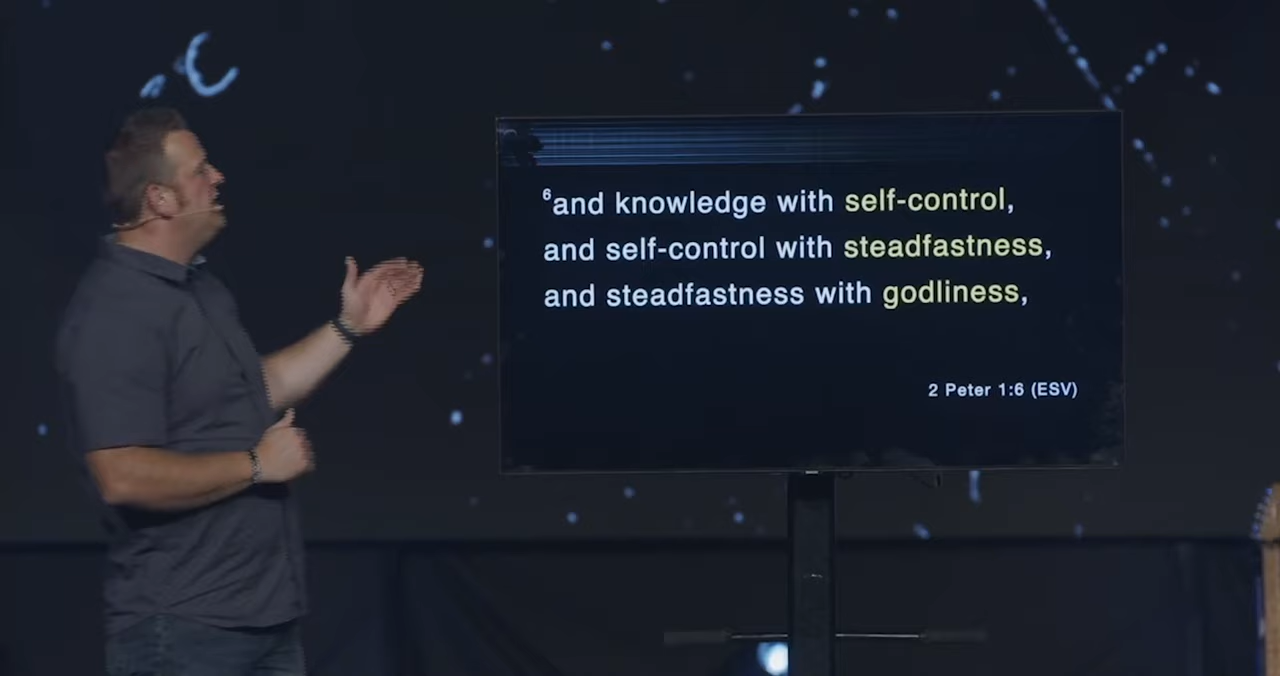 ⁶and knowledge with self-control,
and self-control with steadfastness,
and steadfastness with godliness,
2 Peter 1:6 (ESV)